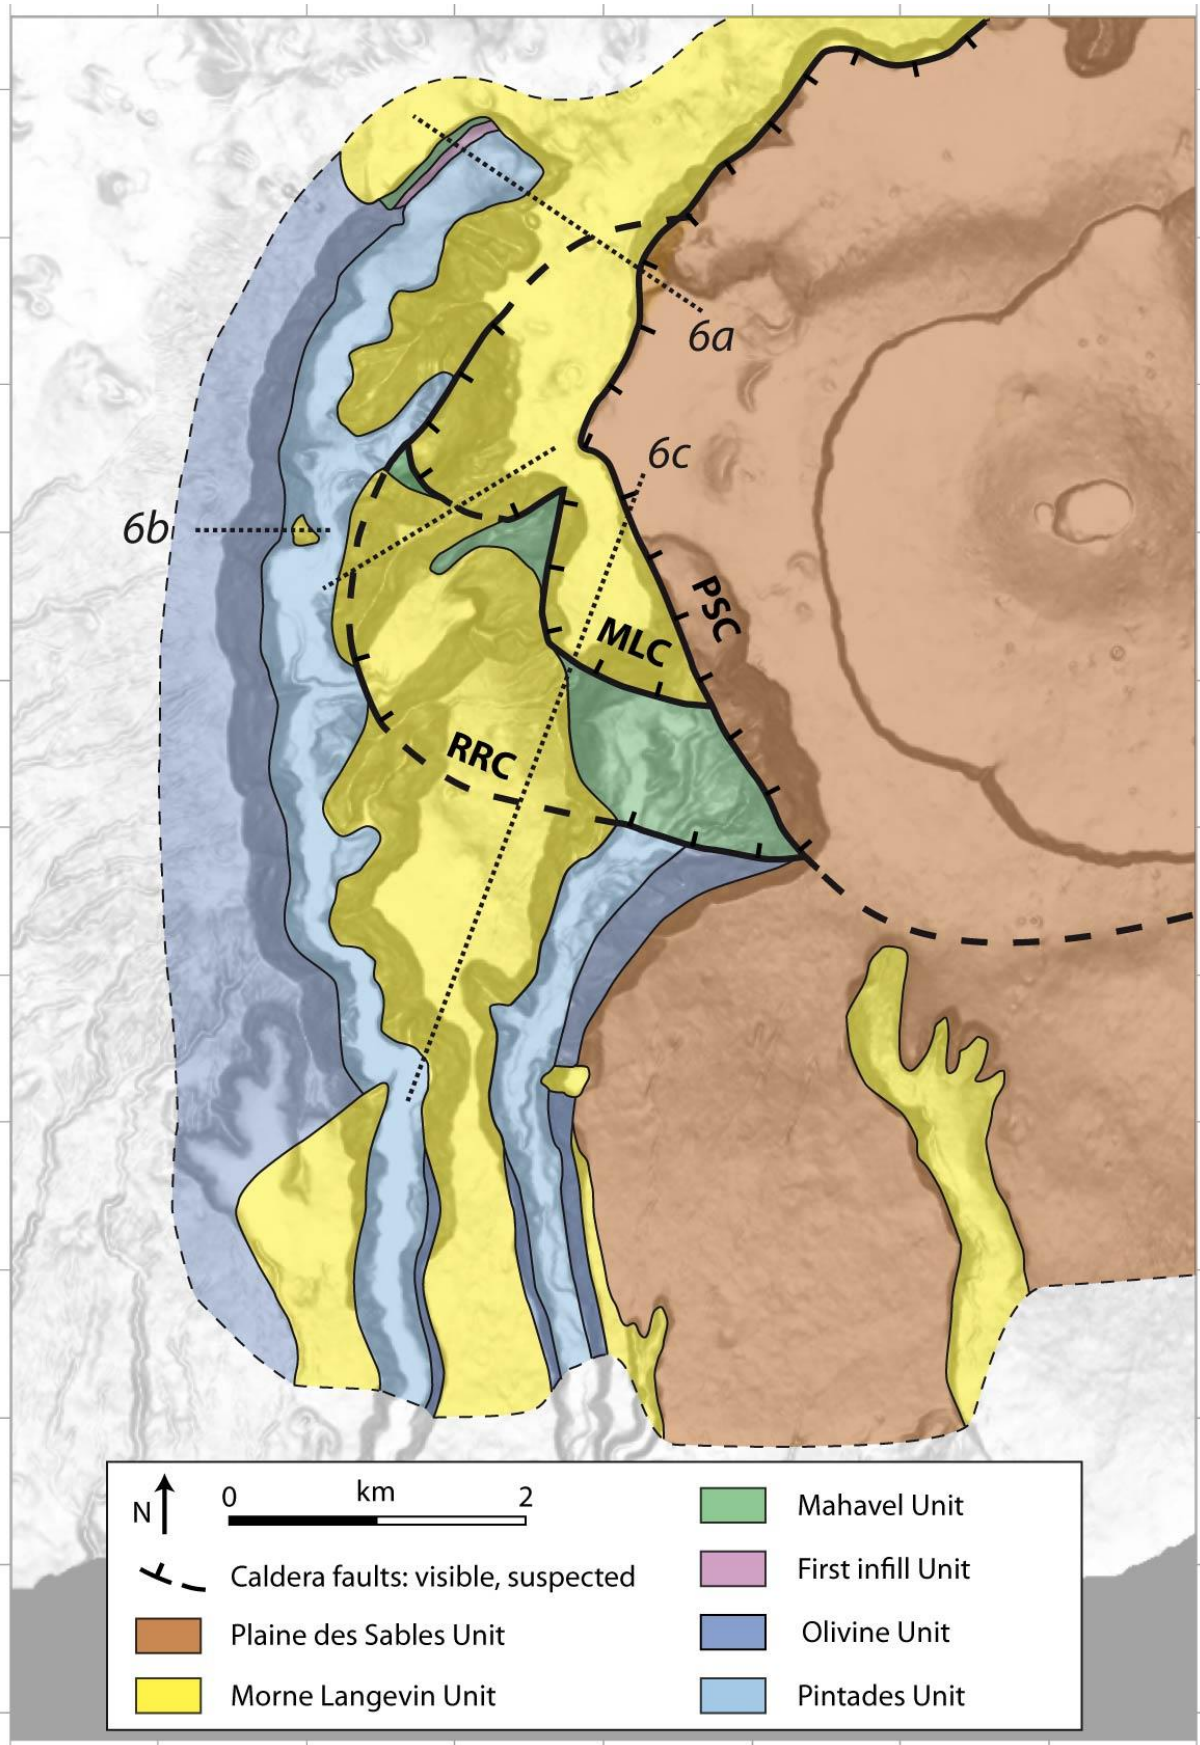 6a
6c
6b
PSC
MLC
RRC
N
0 km 2
Caldera faults: visible, suspected
Plaine des Sables Unit
Morne Langevin Unit
Mahavel Unit
First infill Unit
Olivine Unit
Pintades Unit